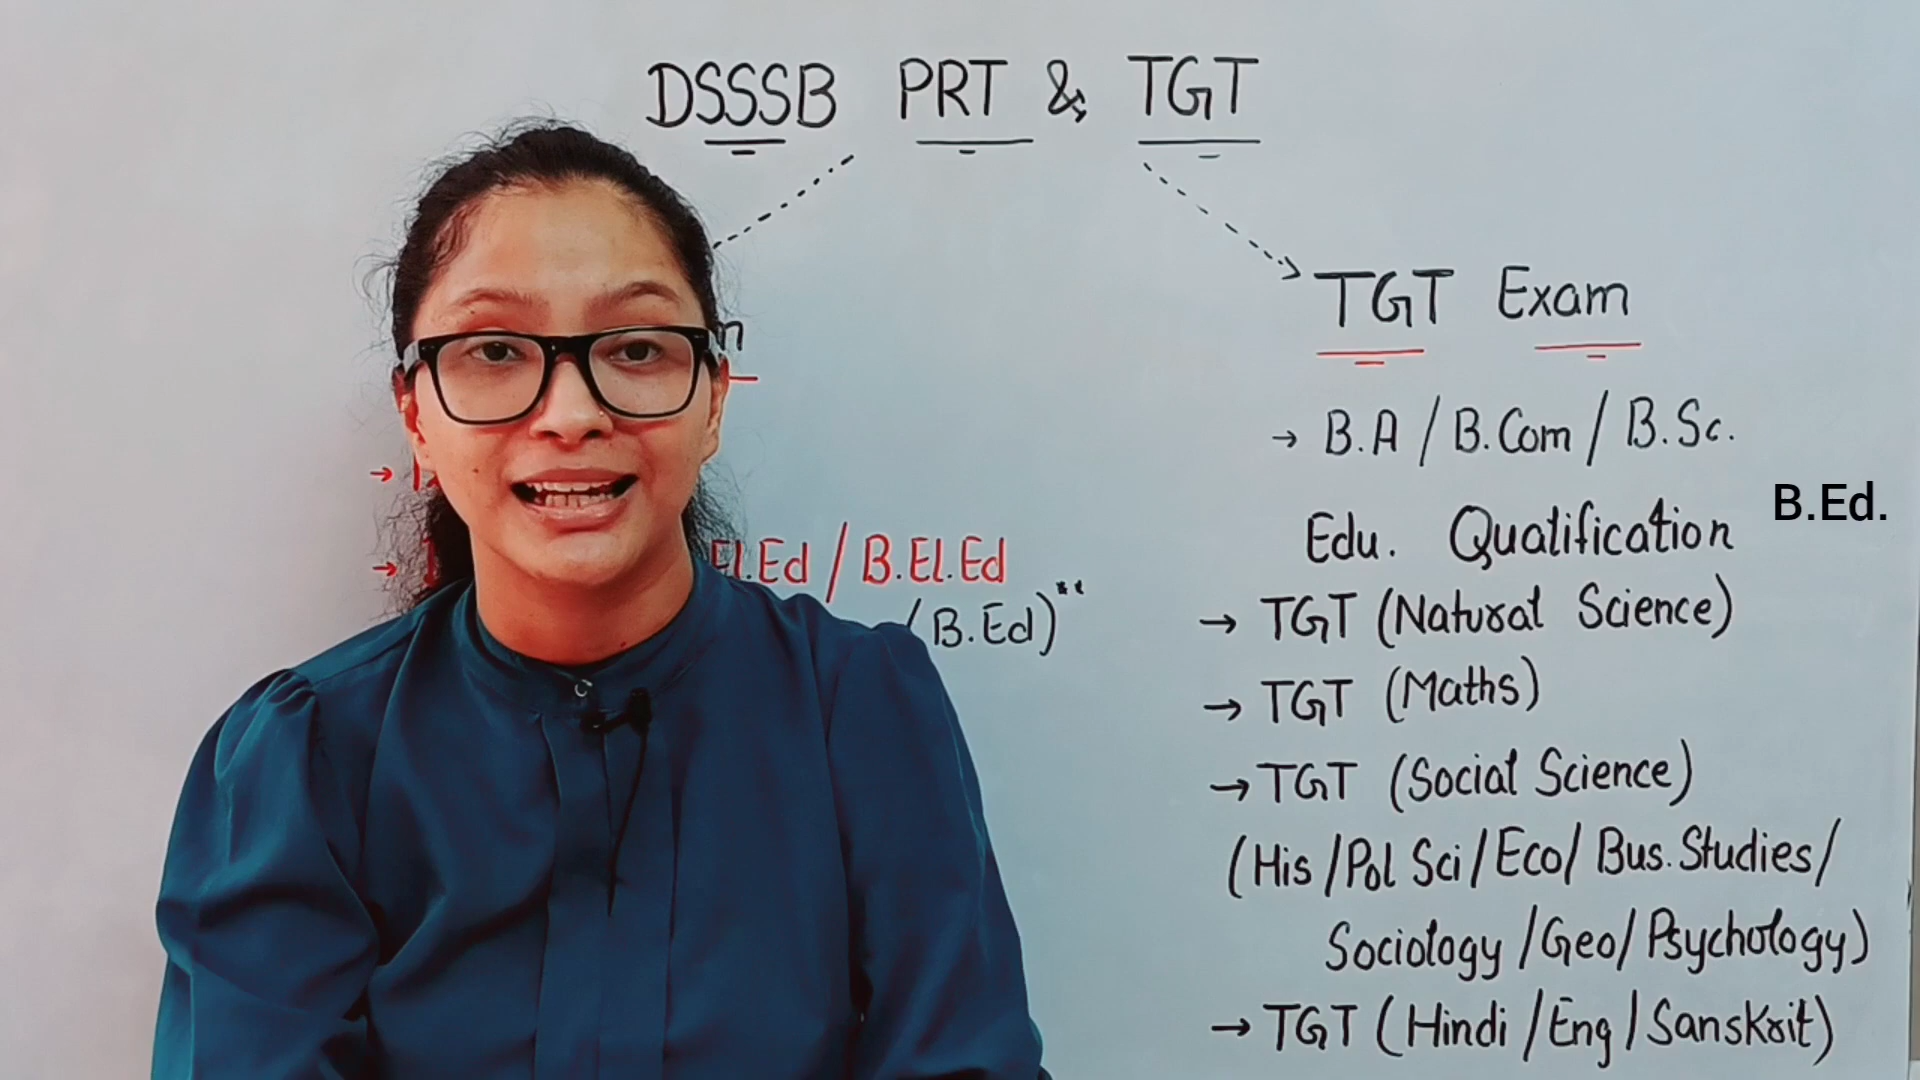 DSSSB PRT & TGT
→ El.Ed / B.El.Ed
/ B.Ed)**
TGT Exam
→ B.A / B.Com / B.Sc.
B.Ed.
Edu. Qualification
→ TGT (Natural Science)
→ TGT (Maths)
→ TGT (Social Science)
(His / Pol Sci / Eco / Bus. Studies /
Sociology / Geo / Psychology)
→ TGT ( Hindi / Eng / Sanskrit)